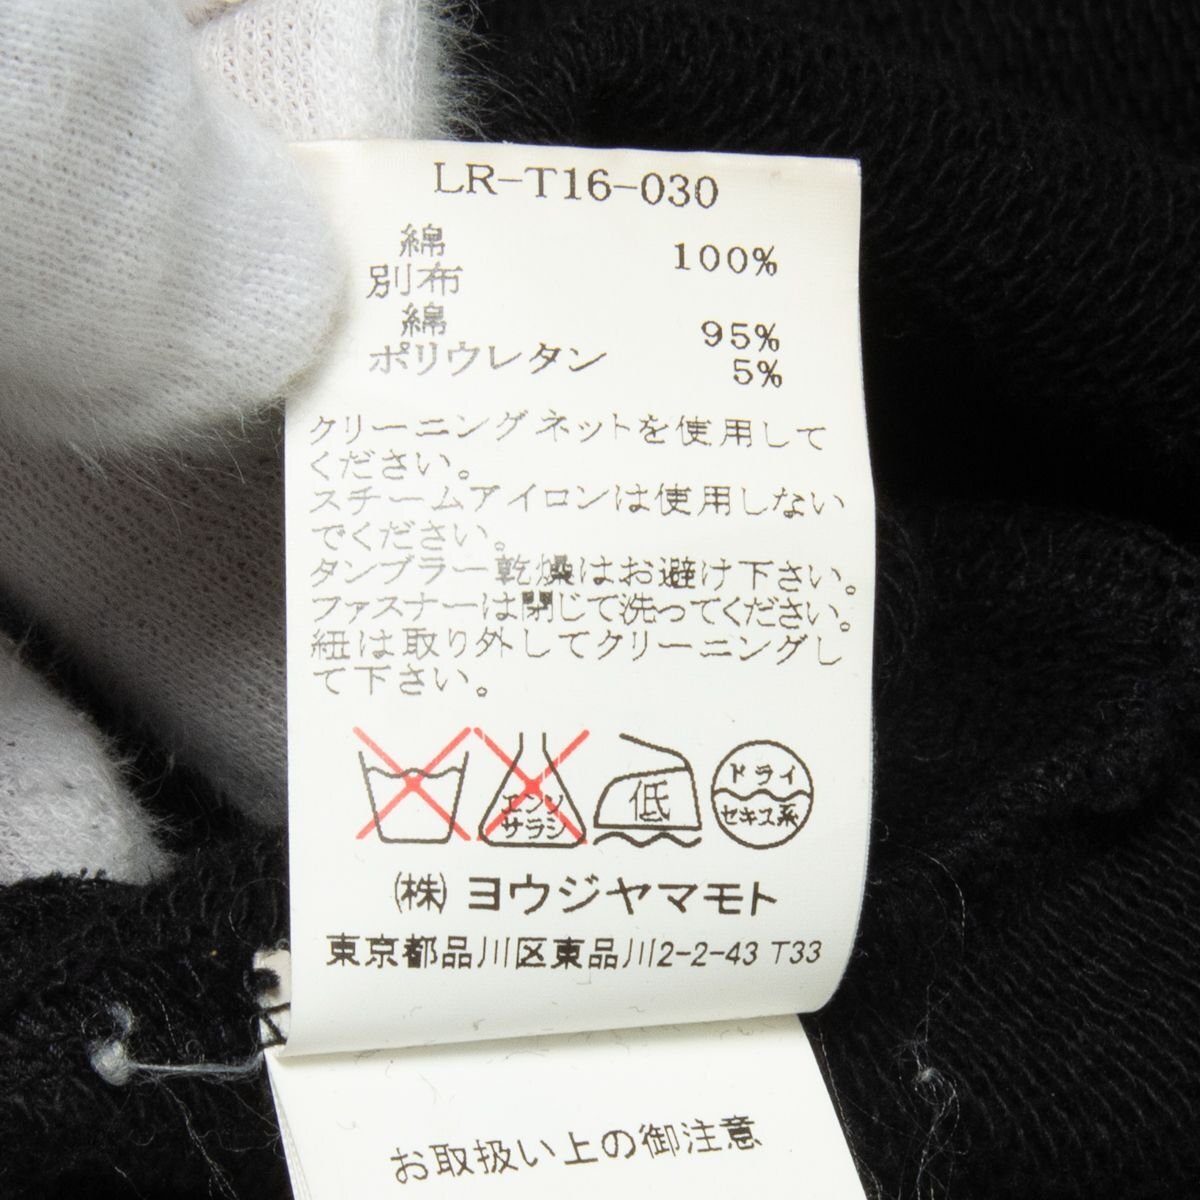 LR-T16-030
綿 100%
別布
綿 95%
ポリウレタン 5%
クリーニングネットを使用して
ください。
スチームアイロンは使用しない
でください。
タンブラー乾燥はお避け下さい。
ファスナーは閉じて洗ってください。
紐は取り外してクリーニングし
て下さい。
エンソ
サラシ
低
ドライ
セキス系
(株) ヨウジヤマモト
東京都品川区東品川2-2-43 T33
お取扱い上の御注意